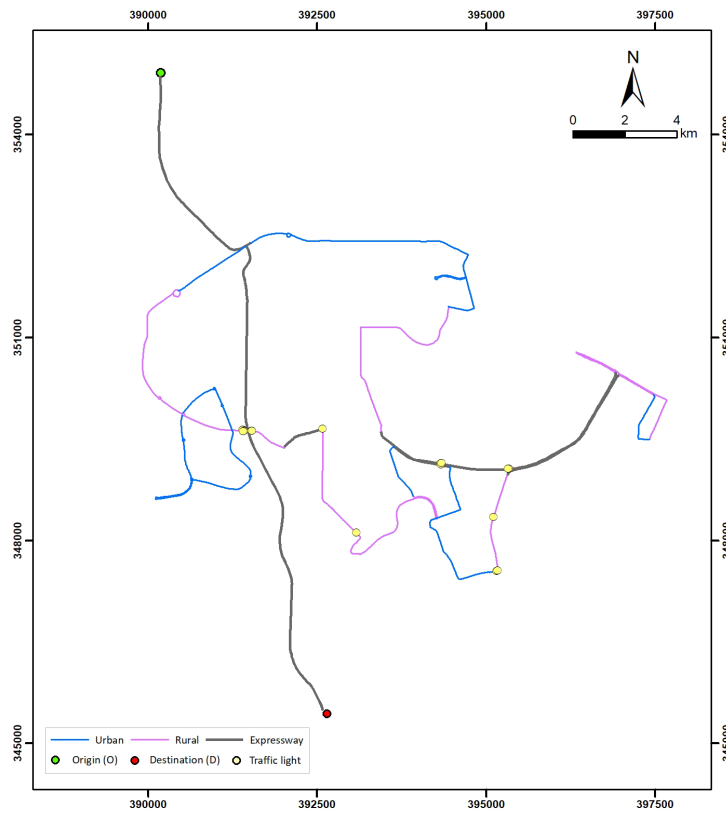 390000 392500 395000 397500
N
0 2 4
km
354000 354000
351000 351000
348000 348000
345000 345000
Urban Rural Expressway
Origin (O) Destination (D) Traffic light
390000 392500 395000 397500